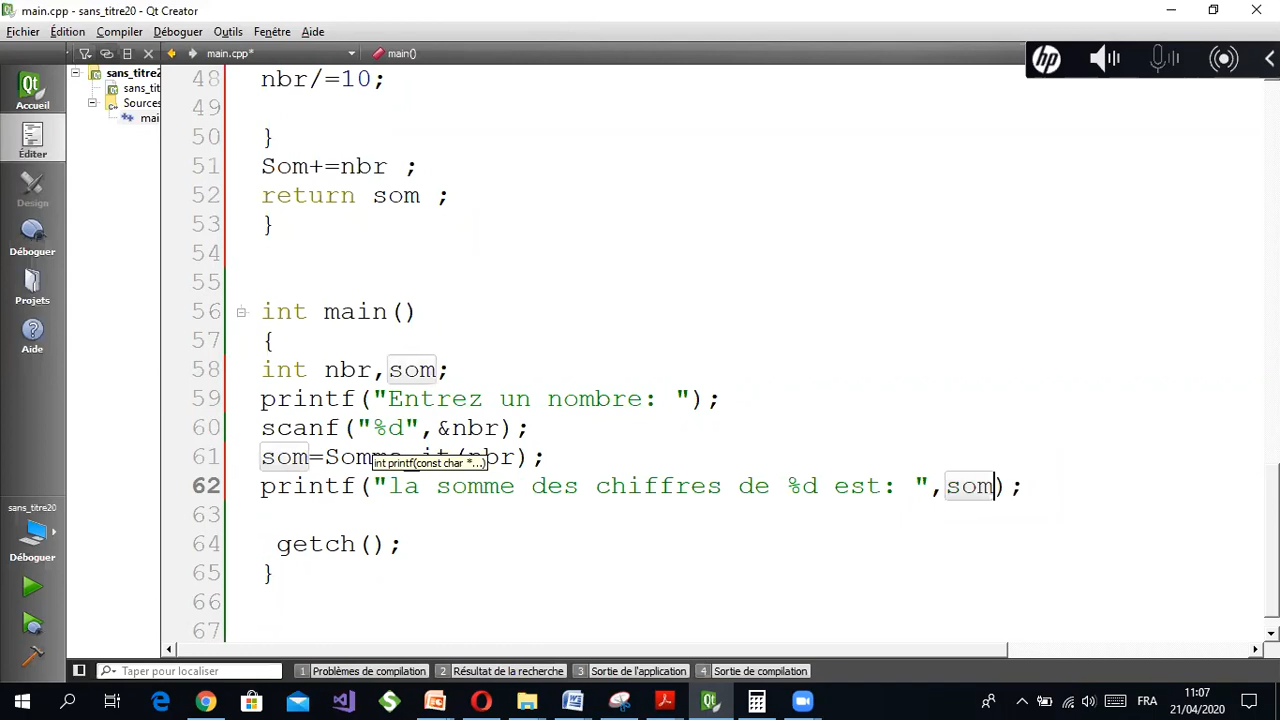 main.cpp - sans_titre20 - Qt Creator
Fichier Édition Compiler Déboguer Outils Fenêtre Aide
main.cpp* main()
sans_titre2
sans_tit
Sources
mai
Accueil
Éditer
Design
Déboguer
Projets
Aide
sans_titre20
Déboguer
48 nbr/=10;
49
50 }
51 Som+=nbr ;
52 return som ;
53 }
54
55
56 int main()
57 {
58 int nbr,som;
59 printf("Entrez un nombre: ");
60 scanf("%d",&nbr);
61 som=Somme_it(nbr);
int printf(const char *...)
62 printf("la somme des chiffres de %d est: ",som);
63
64 getch();
65 }
66
67
hp
Taper pour localiser 1 Problèmes de compilation 2 Résultat de la recherche 3 Sortie de l'application 4 Sortie de compilation
FRA 11:07
21/04/2020